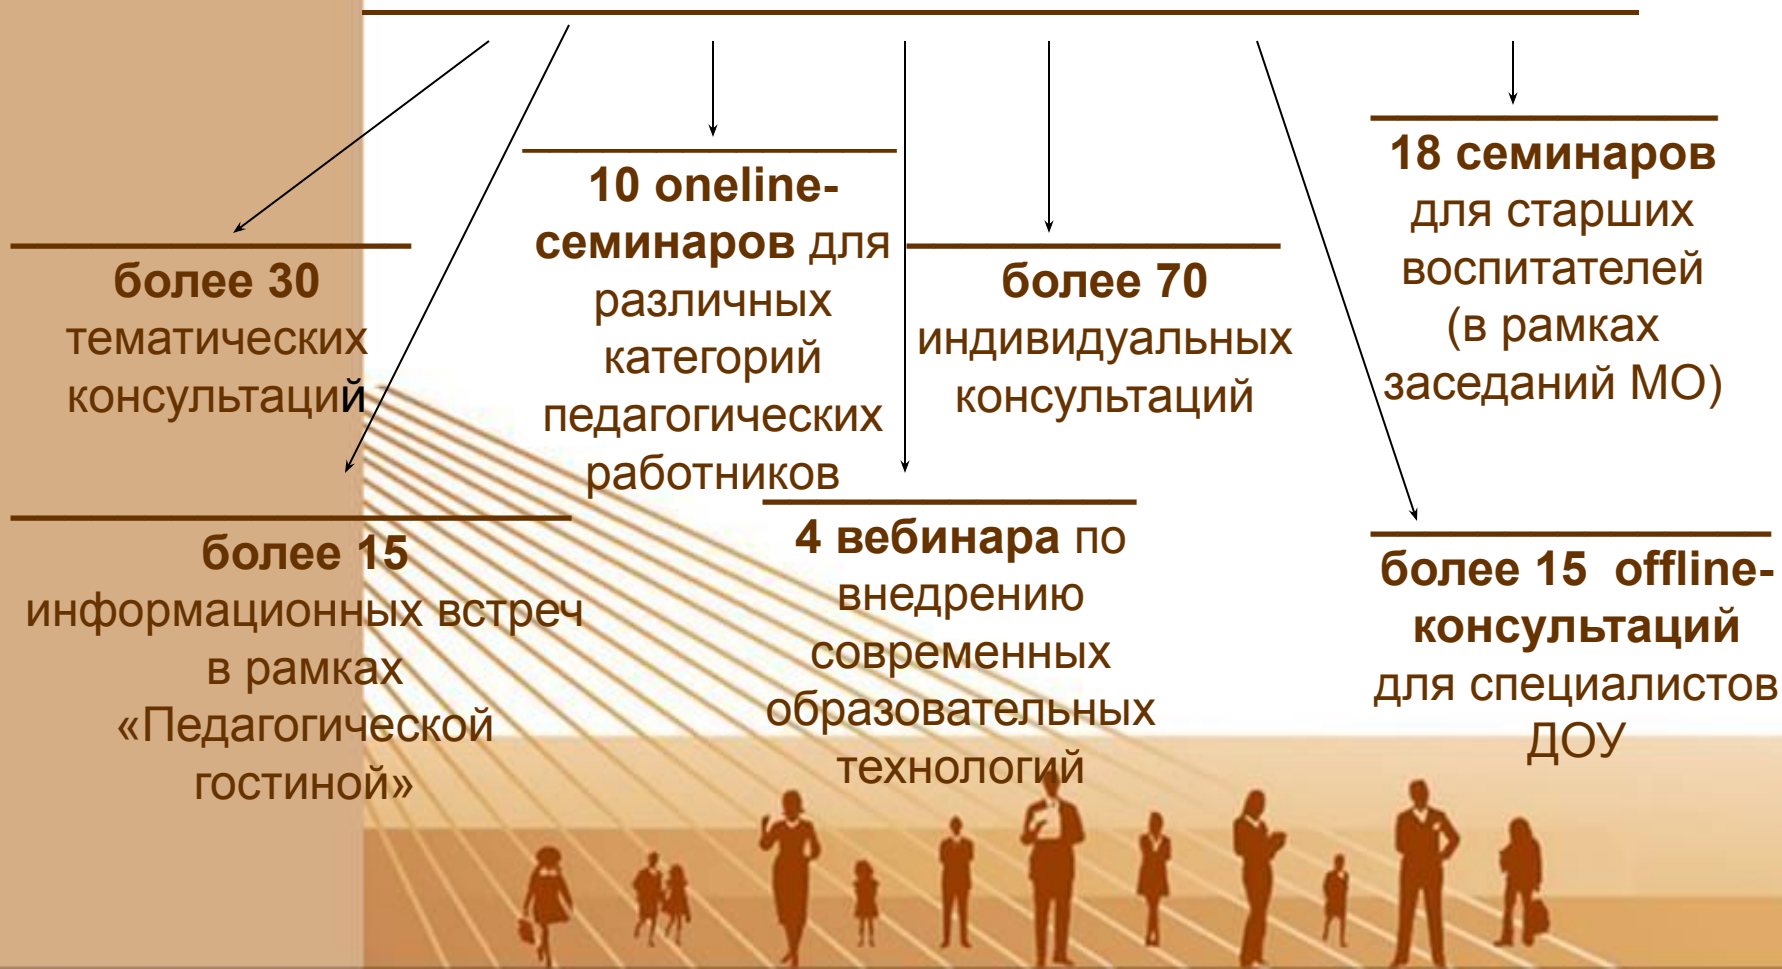 более 30
тематических
консультаций
10 oneline-
семинаров для
различных
категорий
педагогических
работников
более 70
индивидуальных
консультаций
18 семинаров
для старших
воспитателей
(в рамках
заседаний МО)
более 15
информационных встреч
в рамках
«Педагогической
гостиной»
4 вебинара по
внедрению
современных
образовательных
технологий
более 15 offline-
консультаций
для специалистов
ДОУ